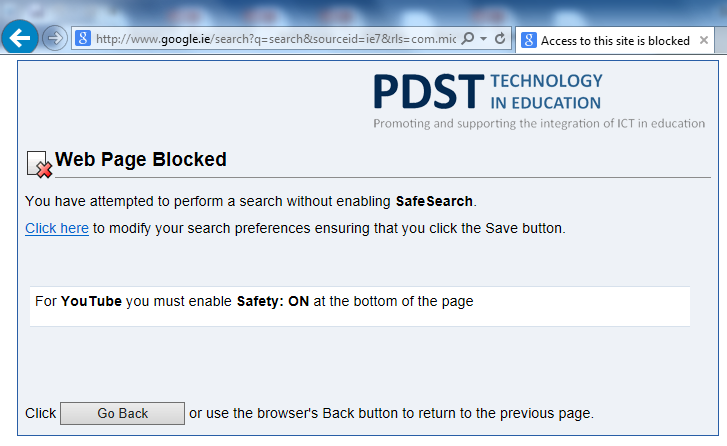 http://www.google.ie/search?q=search&sourceid=ie7&rls=com.mic
Access to this site is blocked
PDST TECHNOLOGY
IN EDUCATION
Promoting and supporting the integration of ICT in education
Web Page Blocked
You have attempted to perform a search without enabling SafeSearch.
Click here to modify your search preferences ensuring that you click the Save button.
For YouTube you must enable Safety: ON at the bottom of the page
Click Go Back or use the browser's Back button to return to the previous page.